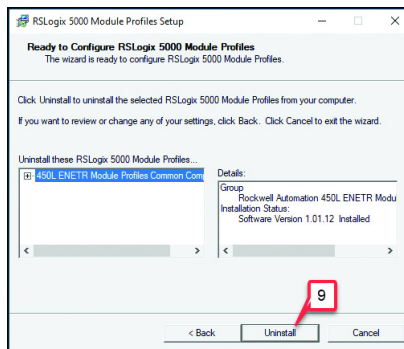 RSLogix 5000 Module Profiles Setup
Ready to Configure RSLogix 5000 Module Profiles
The wizard is ready to configure RSLogix 5000 Module Profiles.
Click Uninstall to uninstall the selected RSLogix 5000 Module Profiles from your computer.
If you want to review or change any of your settings, click Back. Click Cancel to exit the wizard.
Uninstall these RSLogix 5000 Module Profiles...
450L ENETR Module Profiles Common Com
Details:
Group
Rockwell Automation 450L ENETR Modu
Installation Status:
Software Version 1.01.12 Installed
9
< Back
Uninstall
Cancel